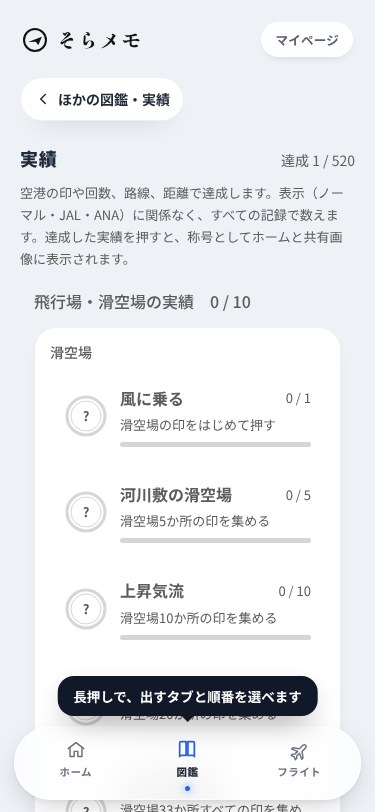 そらメモ
マイページ
ほかの図鑑・実績
実績
達成 1 / 520
空港の印や回数、路線、距離で達成します。表示（ノー
マル・JAL・ANA）に関係なく、すべての記録で数えま
す。達成した実績を押すと、称号としてホームと共有画
像に表示されます。
飛行場・滑空場の実績 0 / 10
滑空場
?
風に乗る
0 / 1
滑空場の印をはじめて押す
?
河川敷の滑空場
0 / 5
滑空場5か所の印を集める
?
上昇気流
0 / 10
滑空場10か所の印を集める
長押しで、出すタブと順番を選べます
ホーム
図鑑
フライト